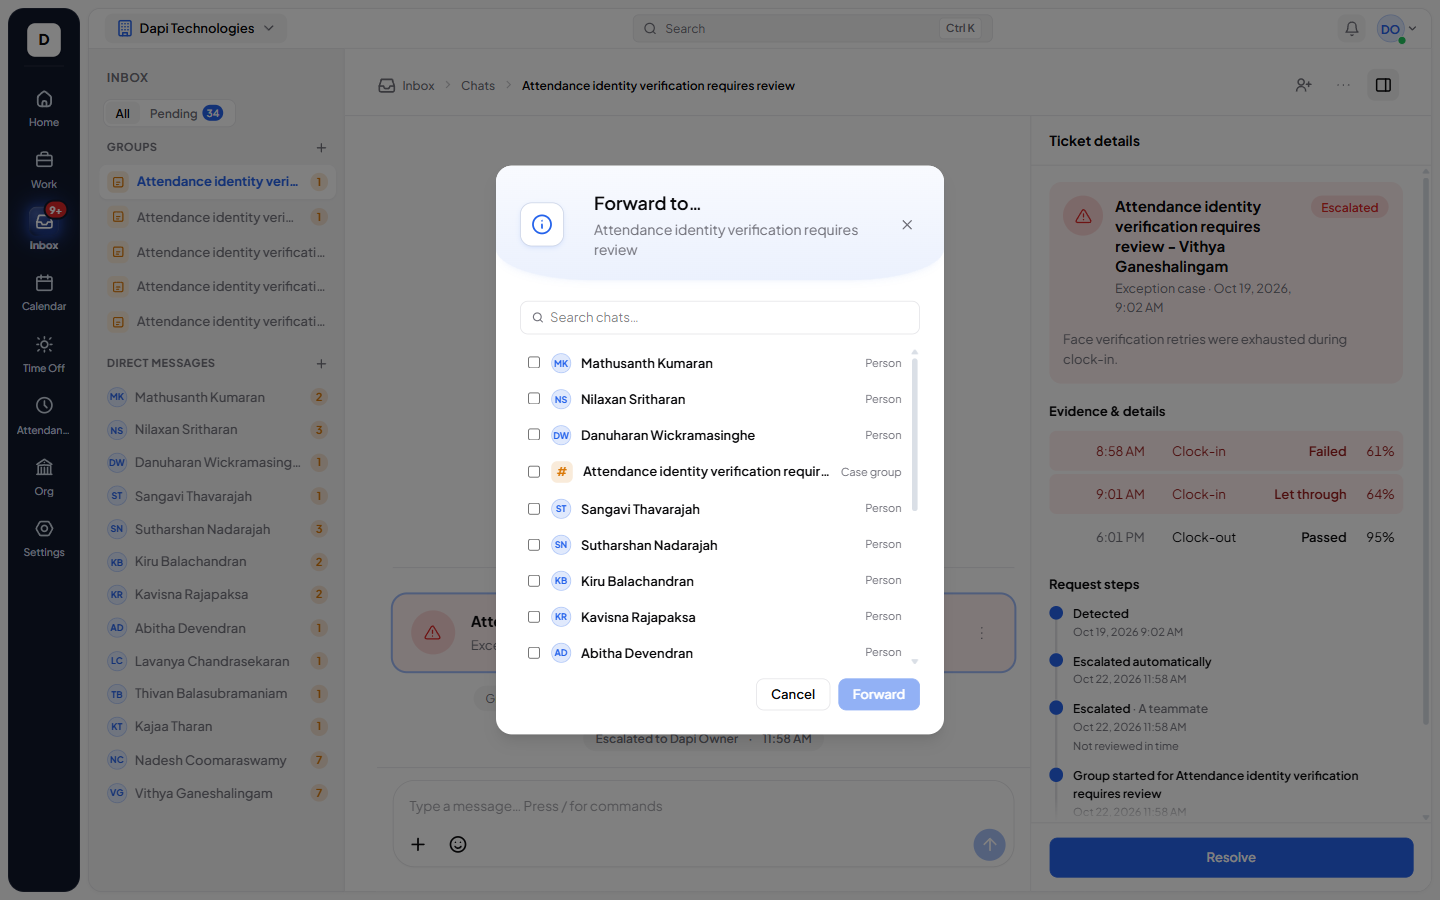 D
Home
Work
9+
Inbox
Calendar
Time Off
Attendan...
Org
Settings
Dapi Technologies
Search
Ctrl K
DO
INBOX
All
Pending 34
GROUPS
Attendance identity veri... 1
Attendance identity veri... 1
Attendance identity verificati...
Attendance identity verificati...
Attendance identity verificati...
DIRECT MESSAGES
MK Mathusanth Kumaran 2
NS Nilaxan Sritharan 3
DW Danuharan Wickramasing... 1
ST Sangavi Thavarajah 1
SN Sutharshan Nadarajah 3
KB Kiru Balachandran 2
KR Kavisna Rajapaksa 2
AD Abitha Devendran 1
LC Lavanya Chandrasekaran 1
TB Thivan Balasubramaniam 1
KT Kajaa Tharan 1
NC Nadesh Coomaraswamy 7
VG Vithya Ganeshalingam 7
Inbox > Chats > Attendance identity verification requires review
Forward to...
Attendance identity verification requires
review
Search chats...
MK Mathusanth Kumaran Person
NS Nilaxan Sritharan Person
DW Danuharan Wickramasinghe Person
# Attendance identity verification requir... Case group
ST Sangavi Thavarajah Person
SN Sutharshan Nadarajah Person
KB Kiru Balachandran Person
KR Kavisna Rajapaksa Person
AD Abitha Devendran Person
Cancel
Forward
Escalated to Dapi Owner · 11:58 AM
Type a message... Press / for commands
Ticket details
Attendance identity
verification requires
review - Vithya
Ganeshalingam
Escalated
Exception case · Oct 19, 2026,
9:02 AM
Face verification retries were exhausted during
clock-in.
Evidence & details
8:58 AM Clock-in Failed 61%
9:01 AM Clock-in Let through 64%
6:01 PM Clock-out Passed 95%
Request steps
Detected
Oct 19, 2026 9:02 AM
Escalated automatically
Oct 22, 2026 11:58 AM
Escalated · A teammate
Oct 22, 2026 11:58 AM
Not reviewed in time
Group started for Attendance identity verification
requires review
Oct 22, 2026 11:58 AM
Resolve